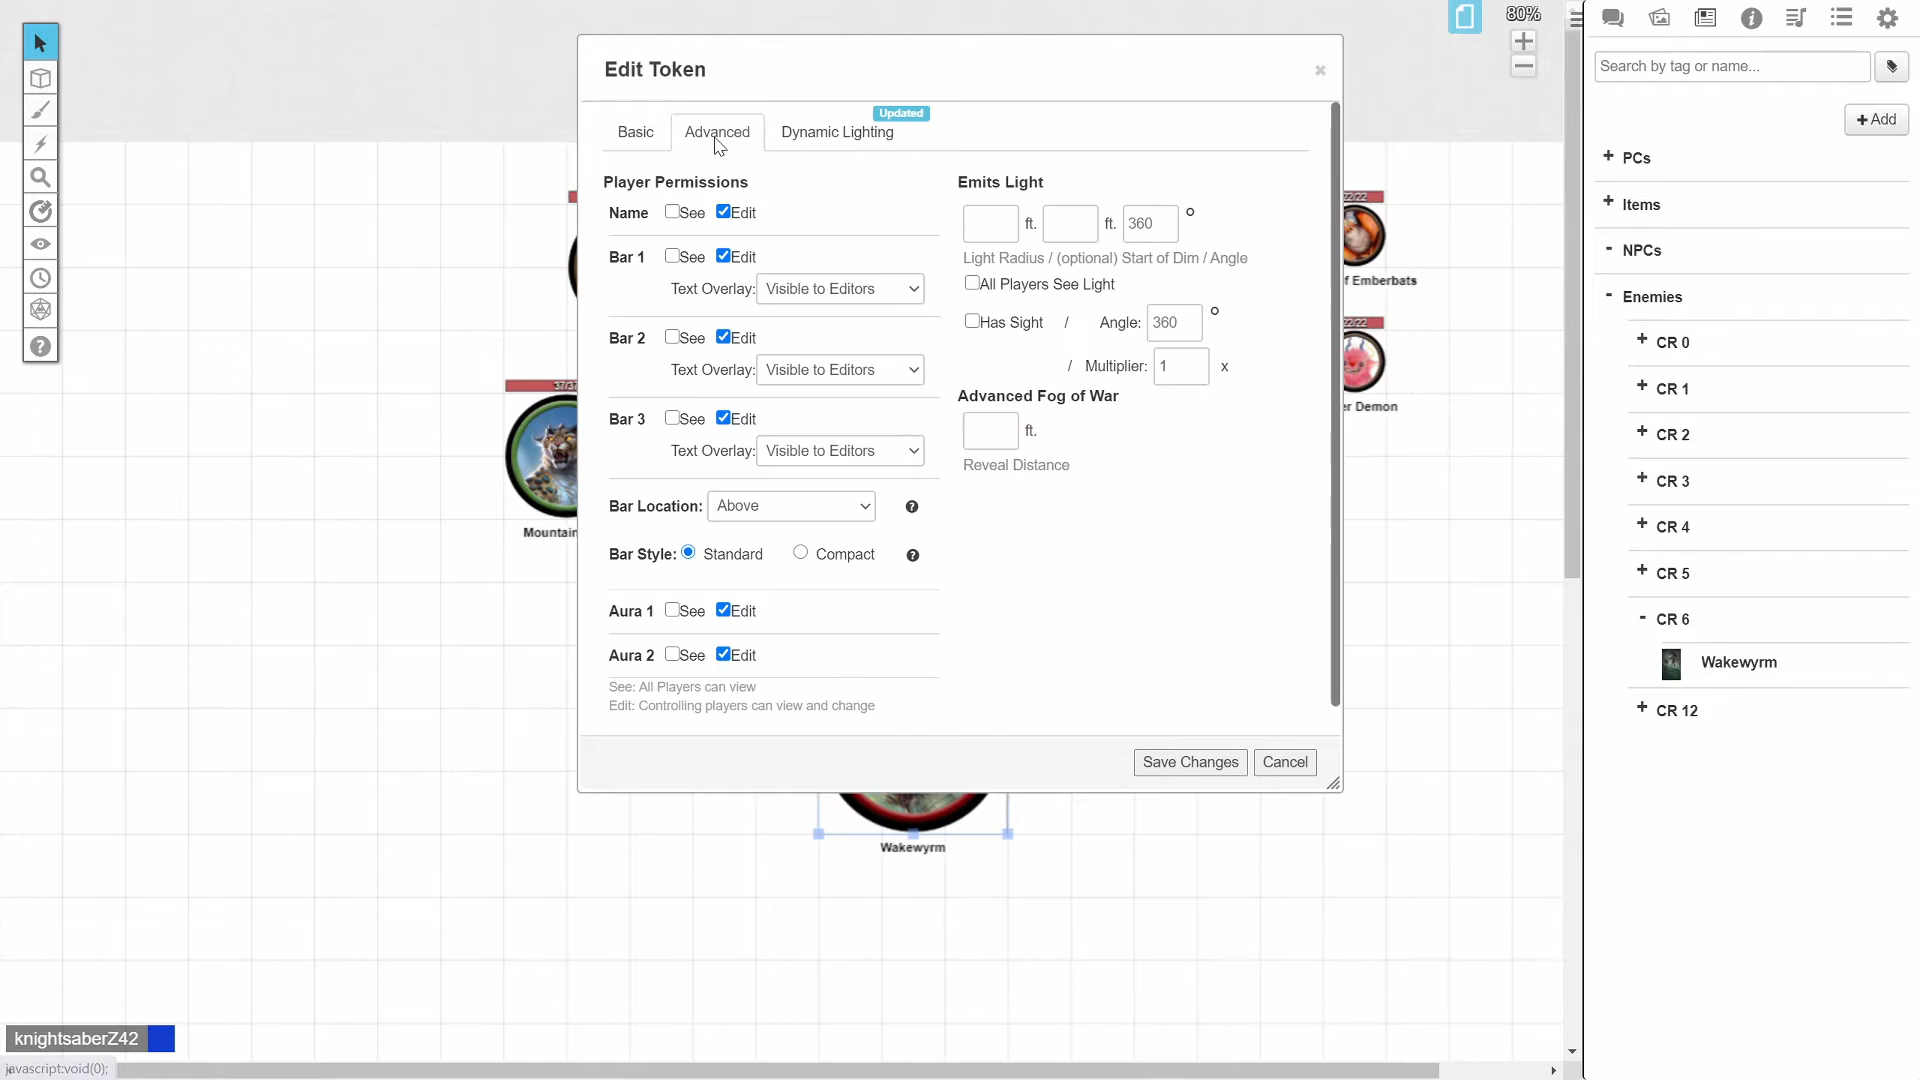 80%
Search by tag or name...
Add
PCs
Items
NPCs
Enemies
CR 0
CR 1
CR 2
CR 3
CR 4
CR 5
CR 6
Wakewyrm
CR 12
Edit Token
Basic
Advanced
Updated
Dynamic Lighting
Player Permissions
Name See Edit
Bar 1 See Edit
Text Overlay: Visible to Editors
Bar 2 See Edit
Text Overlay: Visible to Editors
Bar 3 See Edit
Text Overlay: Visible to Editors
Bar Location: Above
Bar Style: Standard Compact
Aura 1 See Edit
Aura 2 See Edit
See: All Players can view
Edit: Controlling players can view and change
Emits Light
ft. ft. 360 °
Light Radius / (optional) Start of Dim / Angle
All Players See Light
Has Sight / Angle: 360 °
/ Multiplier: 1 x
Advanced Fog of War
ft.
Reveal Distance
Save Changes
Cancel
22/22
f Emberbats
22/22
er Demon
37/37
Mountain
Wakewyrm
knightsaberZ42
javascript:void(0);